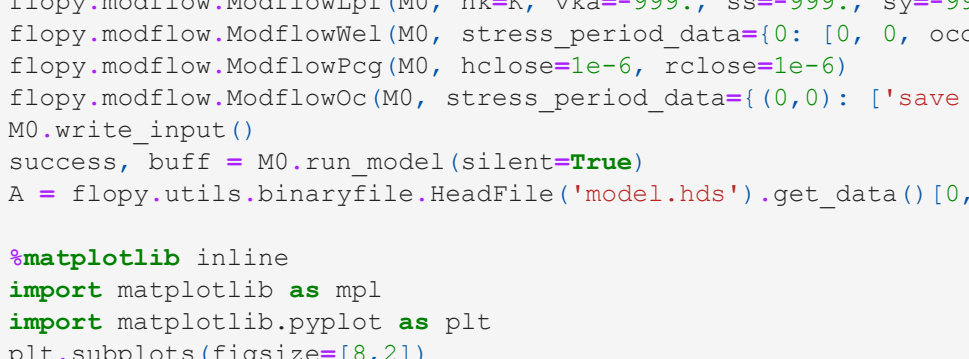 flopy.modflow.ModflowLpf(M0, hk=K, vka=-999., ss=-999., sy=-99
flopy.modflow.ModflowWel(M0, stress_period_data={0: [0, 0, occ
flopy.modflow.ModflowPcg(M0, hclose=1e-6, rclose=1e-6)
flopy.modflow.ModflowOc(M0, stress_period_data={(0,0): ['save
M0.write_input()
success, buff = M0.run_model(silent=True)
A = flopy.utils.binaryfile.HeadFile('model.hds').get_data()[0,
%matplotlib inline
import matplotlib as mpl
import matplotlib.pyplot as plt
plt.subplots(figsize=[8,2])